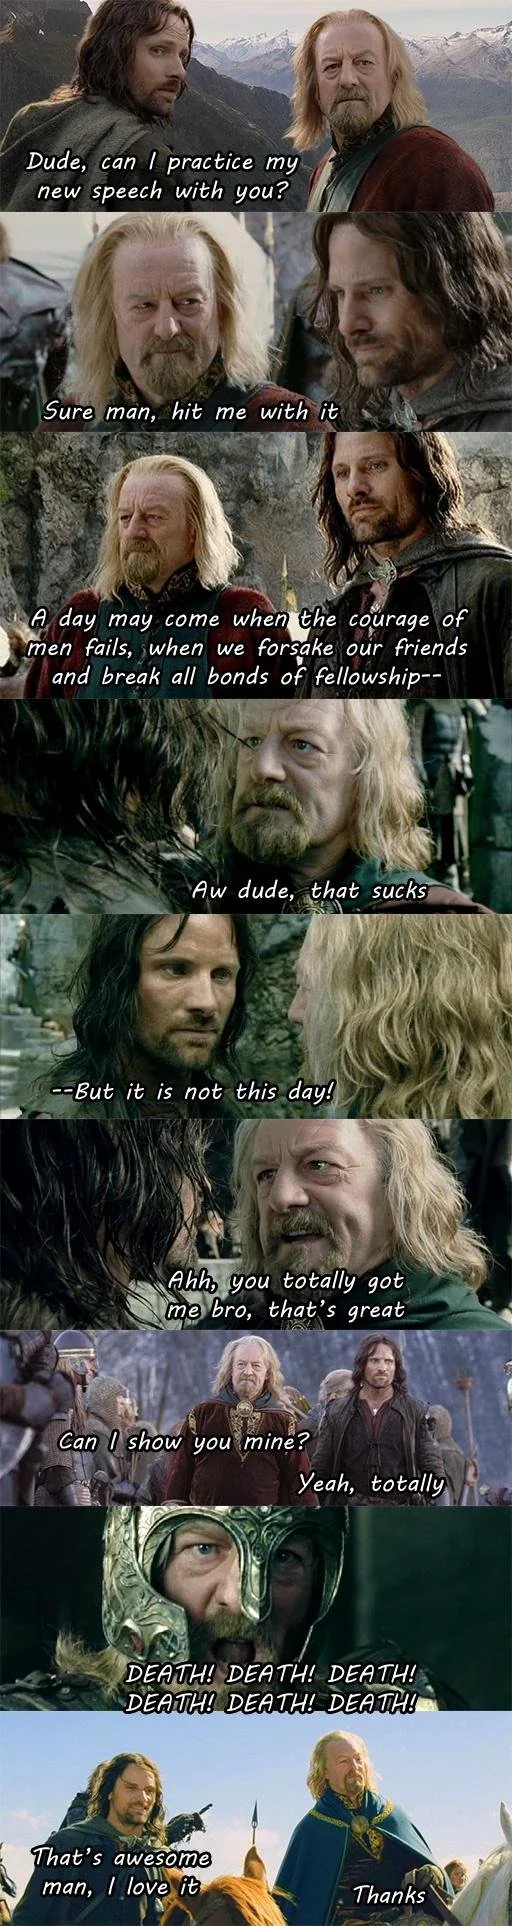 Dude, can I practice my
new speech with you?
Sure man, hit me with it
A day may come when the courage of
men fails, when we forsake our friends
and break all bonds of fellowship--
Aw dude, that sucks
--But it is not this day!
Ahh, you totally got
me bro, that's great
Can I show you mine?
Yeah, totally
DEATH! DEATH! DEATH!
DEATH! DEATH! DEATH!
That's awesome
man, I love it
Thanks